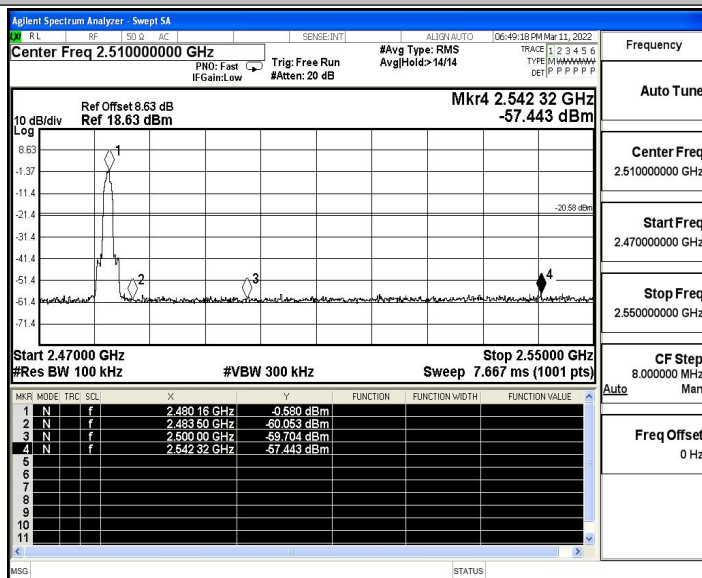 Agilent Spectrum Analyzer - Swept SA
RL RF 50 Ω AC SENSE:INT ALIGN AUTO 06:49:18 PM Mar 11, 2022
Center Freq 2.510000000 GHz
PNO: Fast
IFGain:Low
Trig: Free Run
#Atten: 20 dB
#Avg Type: RMS
Avg|Hold:>14/14
TRACE 1 2 3 4 5 6
TYPE MWWWWW
DET P P P P P P
Ref Offset 8.63 dB
Ref 18.63 dBm
10 dB/div
Log
Mkr4 2.542 32 GHz
-57.443 dBm
8.63
-1.37
-11.4
-21.4
-31.4
-41.4
-51.4
-61.4
-71.4
1
2
3
4
-20.58 dBm
Start 2.47000 GHz
Stop 2.55000 GHz
#Res BW 100 kHz
#VBW 300 kHz
Sweep 7.667 ms (1001 pts)
MKR MODE TRC SCL X Y FUNCTION FUNCTION WIDTH FUNCTION VALUE
1 N f 2.480 16 GHz -0.580 dBm
2 N f 2.483 50 GHz -60.053 dBm
3 N f 2.500 00 GHz -59.704 dBm
4 N f 2.542 32 GHz -57.443 dBm
5
6
7
8
9
10
11
MSG
STATUS
Frequency
Auto Tune
Center Freq
2.510000000 GHz
Start Freq
2.470000000 GHz
Stop Freq
2.550000000 GHz
CF Step
8.000000 MHz
Auto Man
Freq Offset
0 Hz